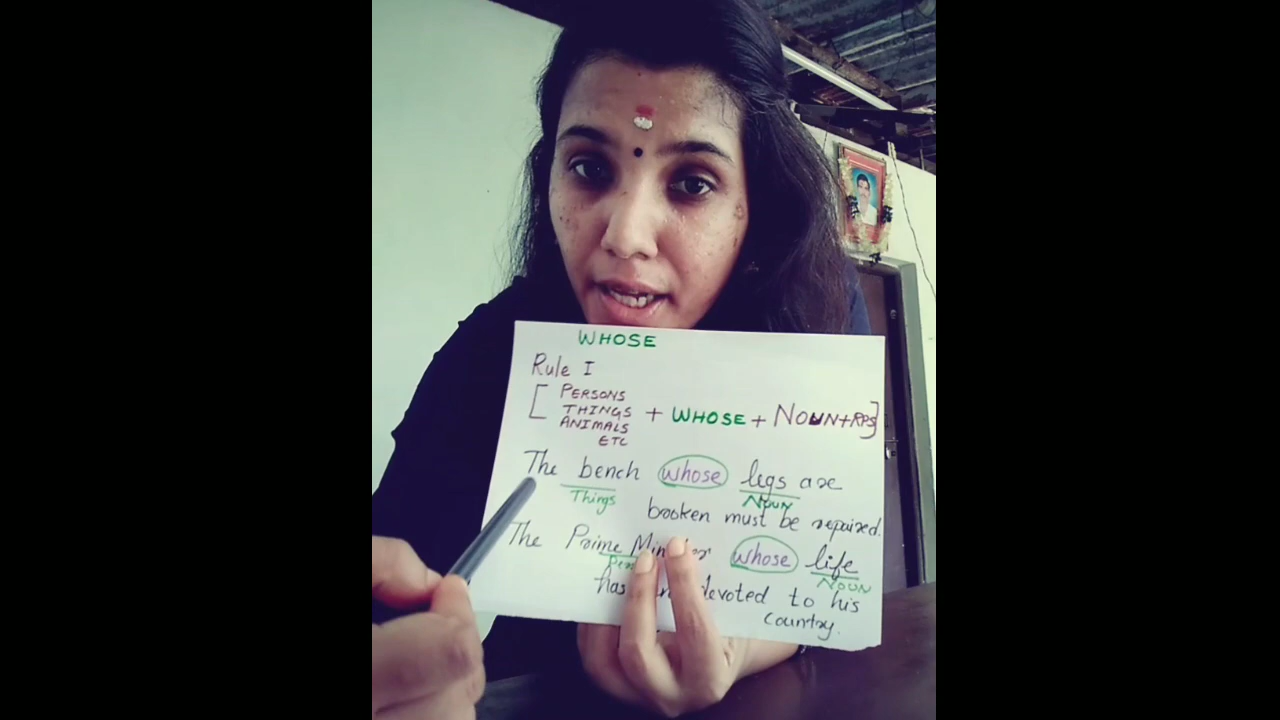 WHOSE
Rule I
[ PERSONS
THINGS
ANIMALS
ETC
+ WHOSE + NOUN+RPS]
The bench whose legs are
Things NOUN
broken must be repaired.
The Prime whose life
NOUN
has devoted to his
country.